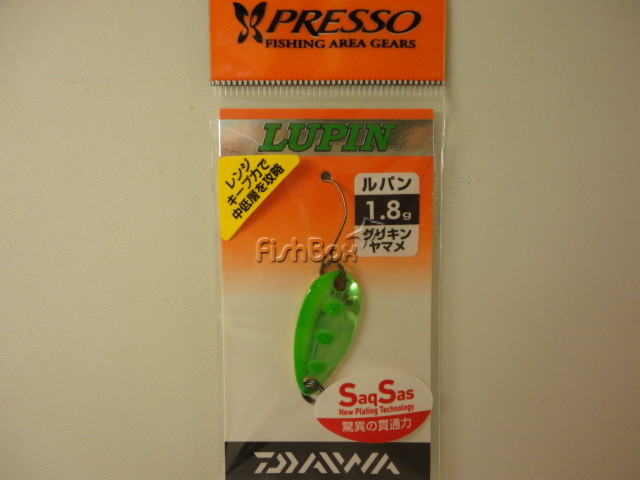 PRESSO
FISHING AREA GEARS
LUPIN
レンジ
キープ力で
中低層を攻略
ルパン
1.8g
グリキン
ヤマメ
FishBox
SaqSas
New Plating Technology
驚異の貫通力
DAIWA